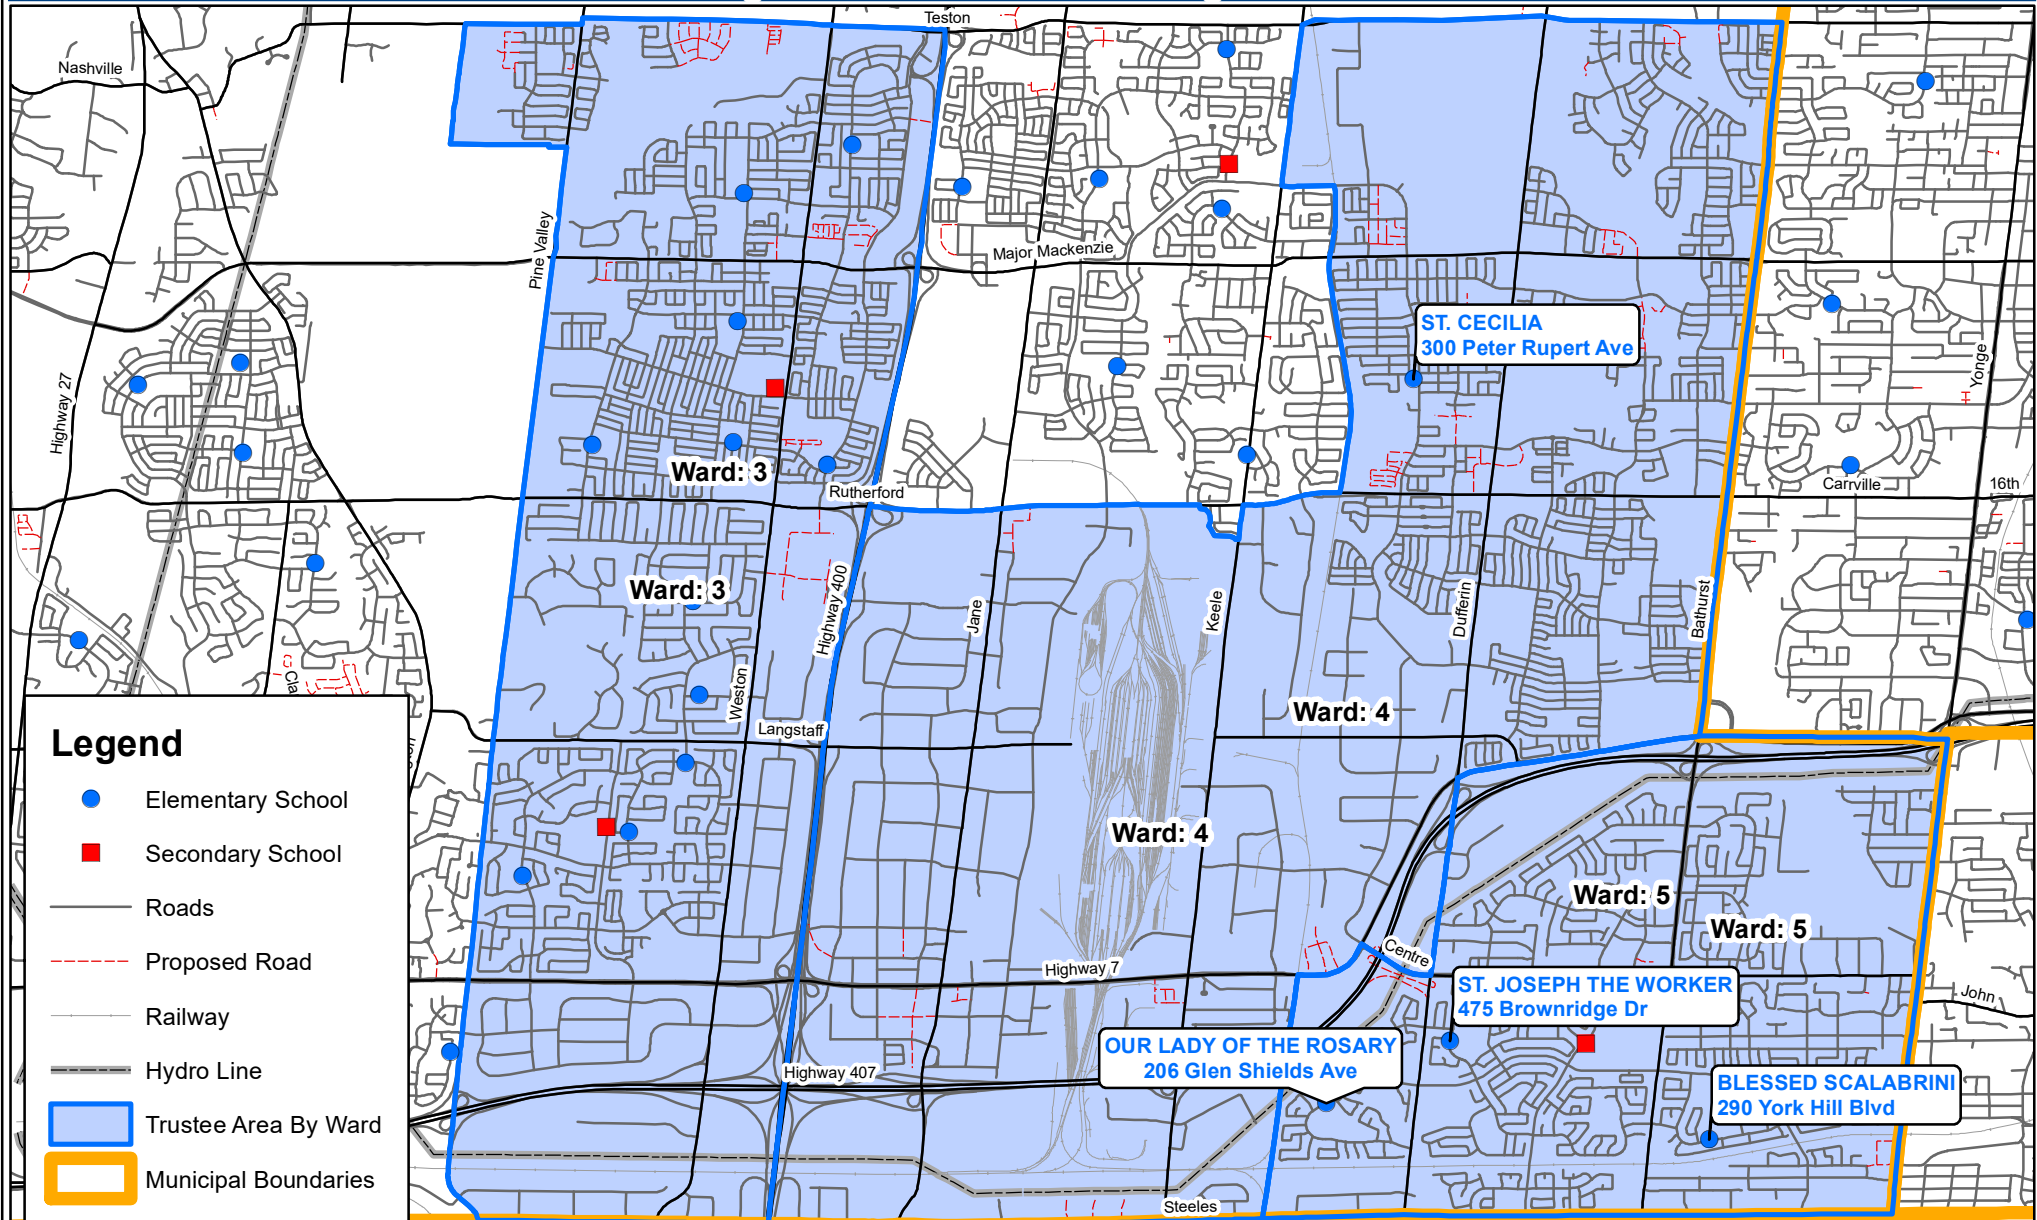 Teston
Nashville
Pine Valley
Major Mackenzie
ST. CECILIA
300 Peter Rupert Ave
Highway 27
Yonge
Ward: 3
Rutherford
Carrville
16th
Ward: 3
Highway 400
Jane
Keele
Dufferin
Bathurst
Weston
Langstaff
Ward: 4
Ward: 4
Ward: 5
Ward: 5
Centre
Highway 7
ST. JOSEPH THE WORKER
475 Brownridge Dr
John
OUR LADY OF THE ROSARY
206 Glen Shields Ave
Highway 407
BLESSED SCALABRINI
290 York Hill Blvd
Steeles
Legend
Elementary School
Secondary School
Roads
Proposed Road
Railway
Hydro Line
Trustee Area By Ward
Municipal Boundaries